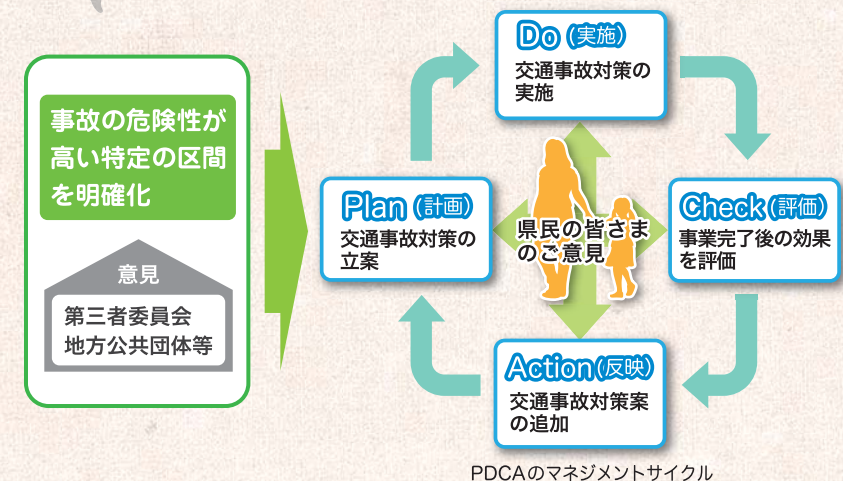 事故の危険性が
高い特定の区間
を明確化
意見
第三者委員会
地方公共団体等
Do(実施)
交通事故対策の
実施
Plan(計画)
交通事故対策の
立案
県民の皆さま
のご意見
Check(評価)
事業完了後の効果
を評価
Action(反映)
交通事故対策案
の追加
PDCAのマネジメントサイクル